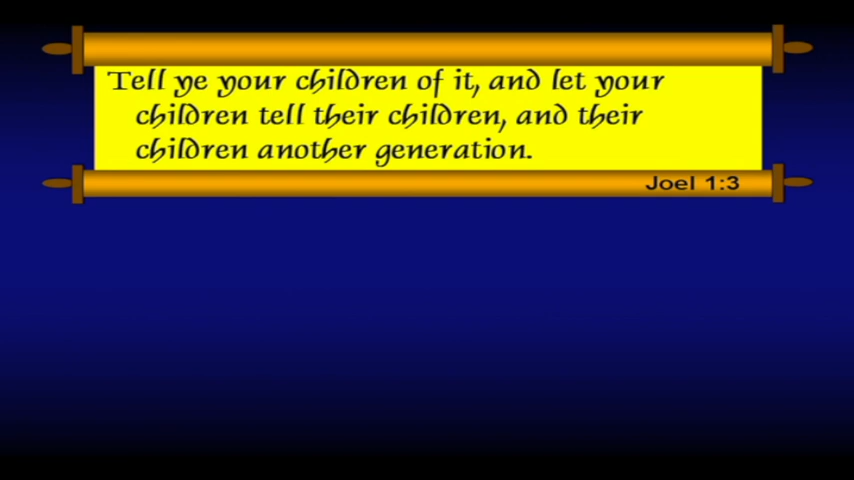 Tell ye your children of it, and let your
children tell their children, and their
children another generation.
Joel 1:3